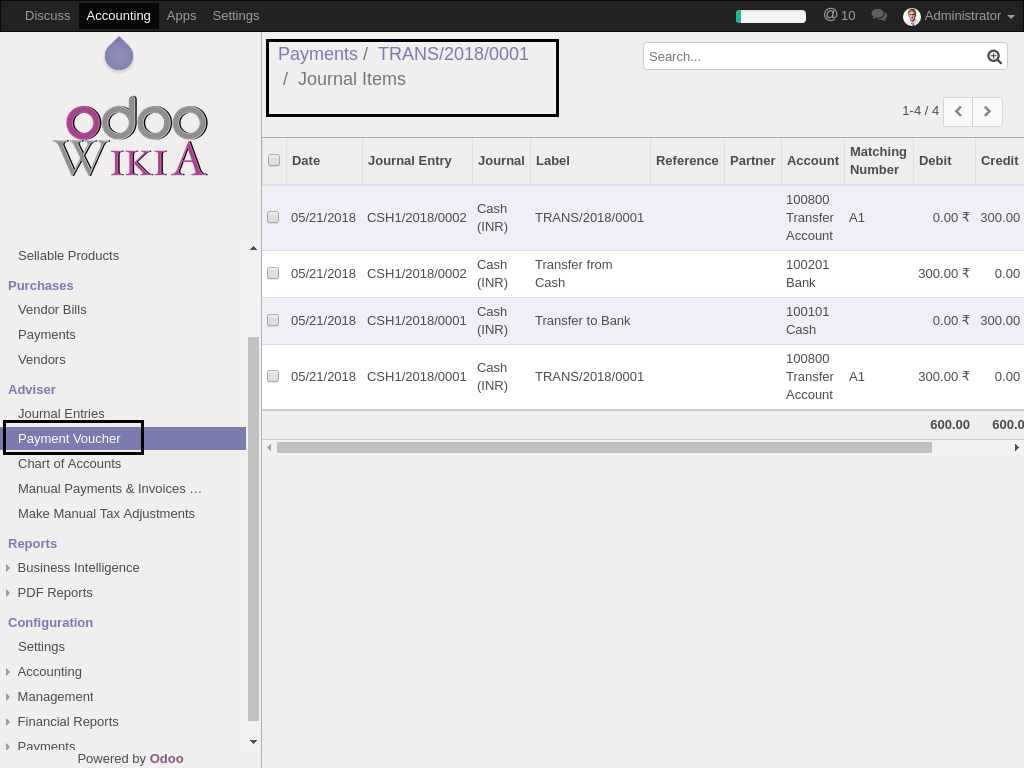 Discuss Accounting Apps Settings @ 10 Administrator
odoo
WIKIA
Payments / TRANS/2018/0001
/ Journal Items
Search...
1-4 / 4
Date Journal Entry Journal Label Reference Partner Account Matching Number Debit Credit
05/21/2018 CSH1/2018/0002 Cash (INR) TRANS/2018/0001 100800 Transfer Account A1 0.00 ₹ 300.00
05/21/2018 CSH1/2018/0002 Cash (INR) Transfer from Cash 100201 Bank 300.00 ₹ 0.00
05/21/2018 CSH1/2018/0001 Cash (INR) Transfer to Bank 100101 Cash 0.00 ₹ 300.00
05/21/2018 CSH1/2018/0001 Cash (INR) TRANS/2018/0001 100800 Transfer Account A1 300.00 ₹ 0.00
600.00 600.0
Sellable Products
Purchases
Vendor Bills
Payments
Vendors
Adviser
Journal Entries
Payment Voucher
Chart of Accounts
Manual Payments & Invoices …
Make Manual Tax Adjustments
Reports
Business Intelligence
PDF Reports
Configuration
Settings
Accounting
Management
Financial Reports
Payments
Powered by Odoo